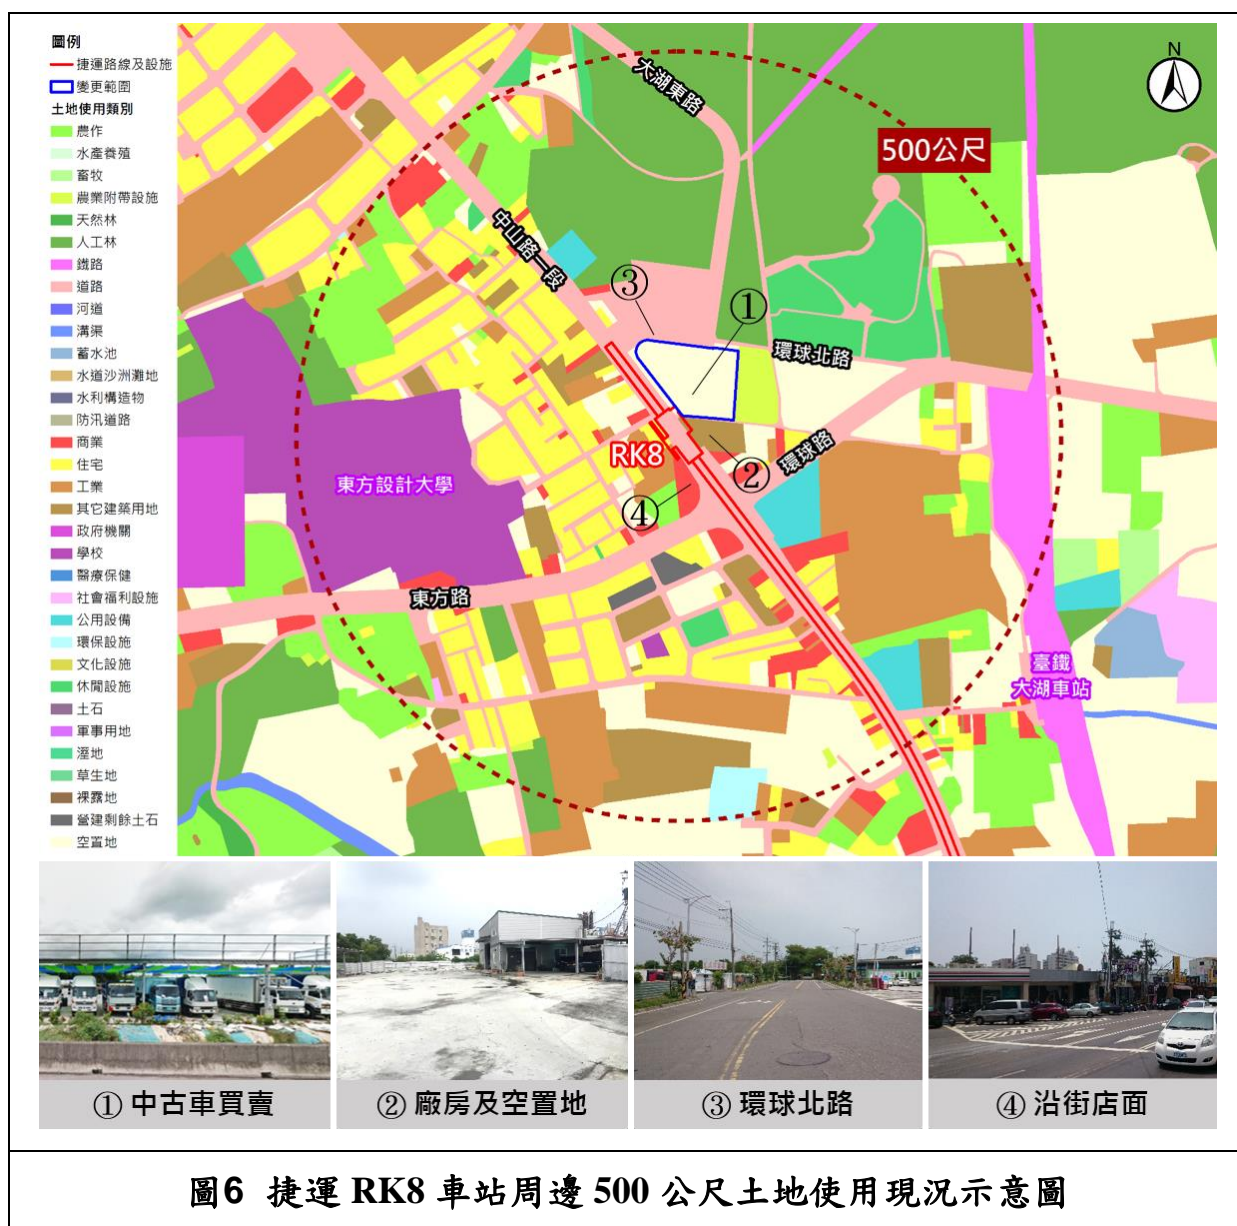 圖例
捷運路線及設施
變更範圍
土地使用類別
農作
水產養殖
畜牧
農業附帶設施
天然林
人工林
鐵路
道路
河道
溝渠
蓄水池
水道沙洲灘地
水利構造物
防汛道路
商業
住宅
工業
其它建築用地
政府機關
學校
醫療保健
社會福利設施
公用設備
環保設施
文化設施
休閒設施
土石
軍事用地
溼地
草生地
裸露地
營建剩餘土石
空置地
N
大湖東路
500公尺
中山路一段
③
①
環球北路
RK8
②
環球路
④
東方設計大學
東方路
臺鐵
大湖車站
① 中古車買賣
② 廠房及空置地
③ 環球北路
④ 沿街店面
圖6 捷運 RK8 車站周邊 500 公尺土地使用現況示意圖